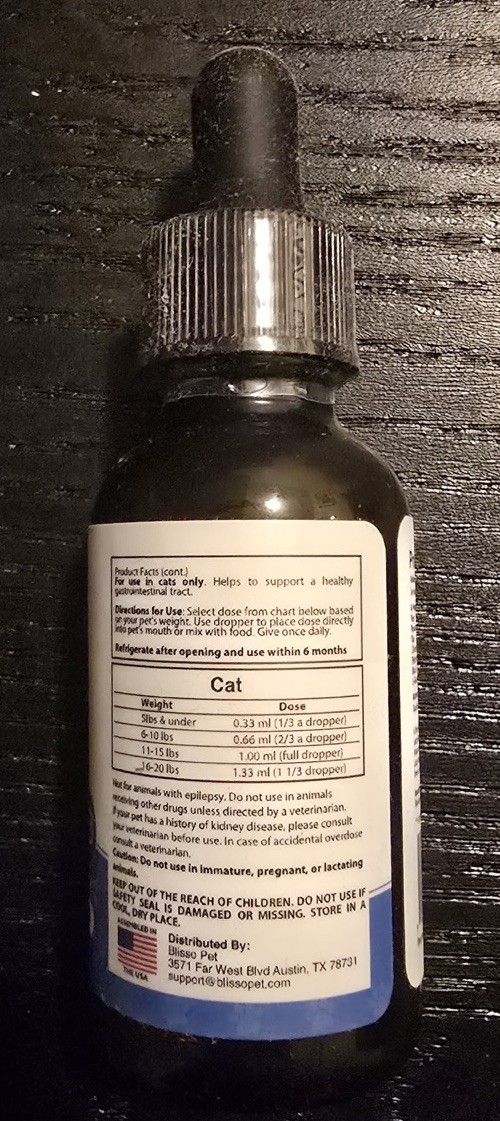 Product Facts (cont.)
For use in cats only. Helps to support a healthy
gastrointestinal tract.
Directions for Use: Select dose from chart below based
on your pet's weight. Use dropper to place dose directly
into pet's mouth or mix with food. Give once daily.
Refrigerate after opening and use within 6 months
Cat
Weight Dose
5lbs & under 0.33 ml (1/3 a dropper)
6-10 lbs 0.66 ml (2/3 a dropper)
11-15 lbs 1.00 ml (full dropper)
16-20 lbs 1.33 ml (1 1/3 dropper)
Not for animals with epilepsy. Do not use in animals
receiving other drugs unless directed by a veterinarian.
If your pet has a history of kidney disease, please consult
your veterinarian before use. In case of accidental overdose
consult a veterinarian.
Caution: Do not use in immature, pregnant, or lactating
animals.
KEEP OUT OF THE REACH OF CHILDREN. DO NOT USE IF
SAFETY SEAL IS DAMAGED OR MISSING. STORE IN A
COOL, DRY PLACE.
ASSEMBLED IN
THE USA
Distributed By:
Blisso Pet
3571 Far West Blvd Austin, TX 78731
support@blissopet.com